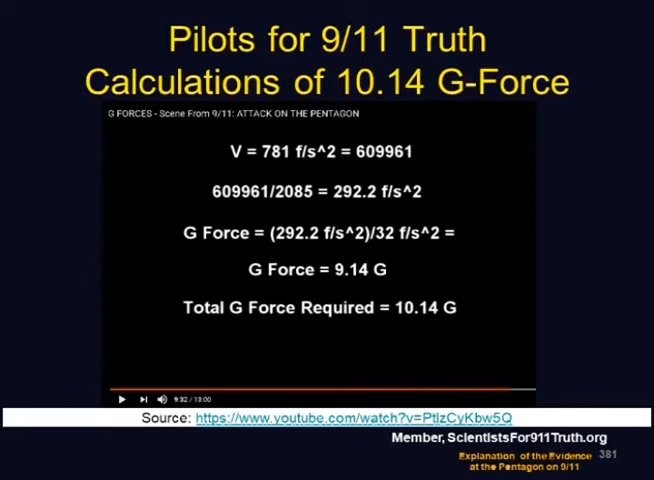 Pilots for 9/11 Truth
Calculations of 10.14 G-Force
G FORCES - Scene From 9/11: ATTACK ON THE PENTAGON
V = 781 f/s^2 = 609961
609961/2085 = 292.2 f/s^2
G Force = (292.2 f/s^2)/32 f/s^2 =
G Force = 9.14 G
Total G Force Required = 10.14 G
9:32 / 13:00
Source: https://www.youtube.com/watch?v=PtIzCyKbw5Q
Member, ScientistsFor911Truth.org
Explanation of the Evidence 381
at the Pentagon on 9/11